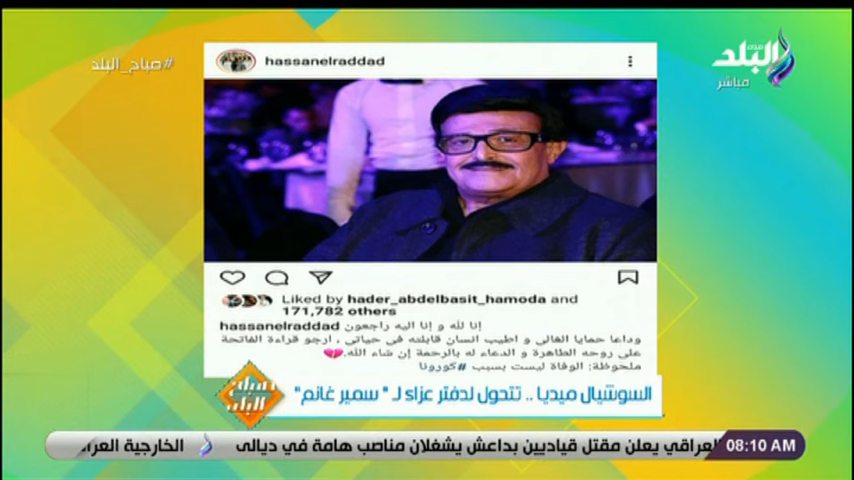 #صباح_البلد
صدى
البلد
مباشر
hassanelraddad
Liked by hader_abdelbasit_hamoda and
171,782 others
hassanelraddad إنا لله و إنا اليه راجعون
وداعا حمايا الغالي و اطيب انسان قابلته في حياتي ، ارجو قراءة الفاتحة
على روحه الطاهرة و الدعاء له بالرحمة إن شاء الله.💔
ملحوظة: الوفاة ليست بسبب #كورونا
صباح
البلد
السوشيال ميديا .. تتحول لدفتر عزاء لـ " سمير غانم"
العراقي يعلن مقتل قياديين بداعش يشغلان مناصب هامة في ديالى
الخارجية
08:10 AM